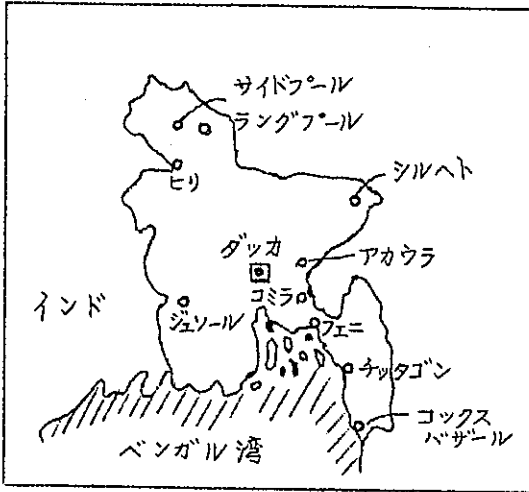 サイドプール
ラングプール
ヒリ
シルヘト
ダッカ
アカウラ
コミラ
インド
ジェソール
フェニ
チッタゴン
コックス
バザール
ベンガル湾